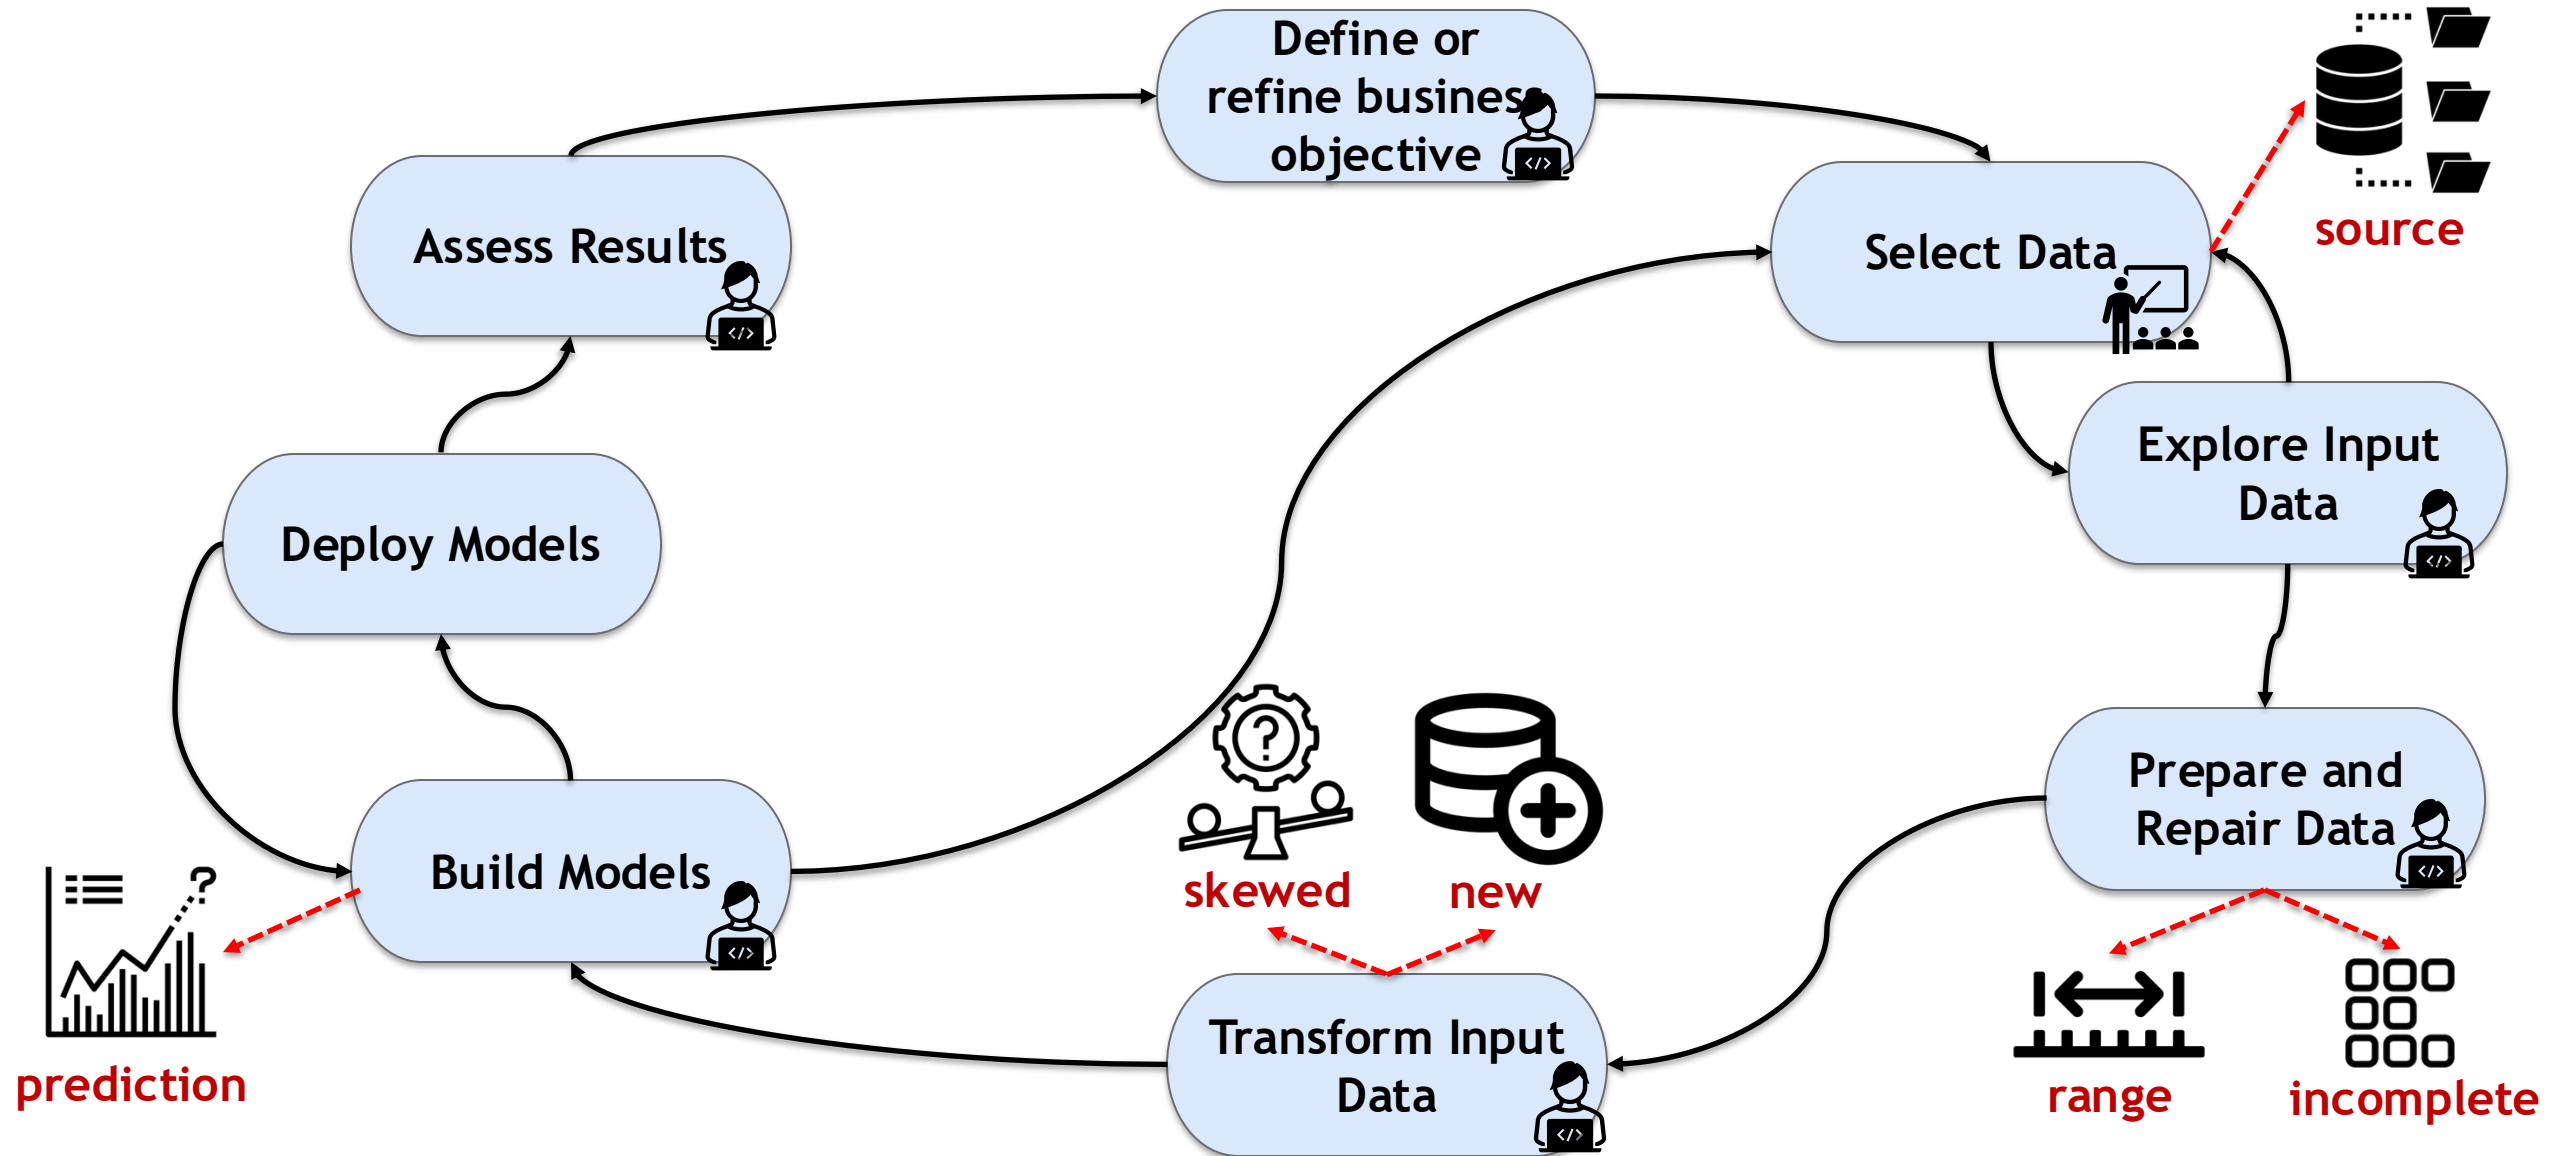 Define or
refine business
objective
source
Assess Results
Select Data
Explore Input
Data
Deploy Models
Prepare and
Repair Data
Build Models
skewed
new
Transform Input
Data
prediction
range
incomplete
?
?
</>
</>
</>
</>
</>
</>